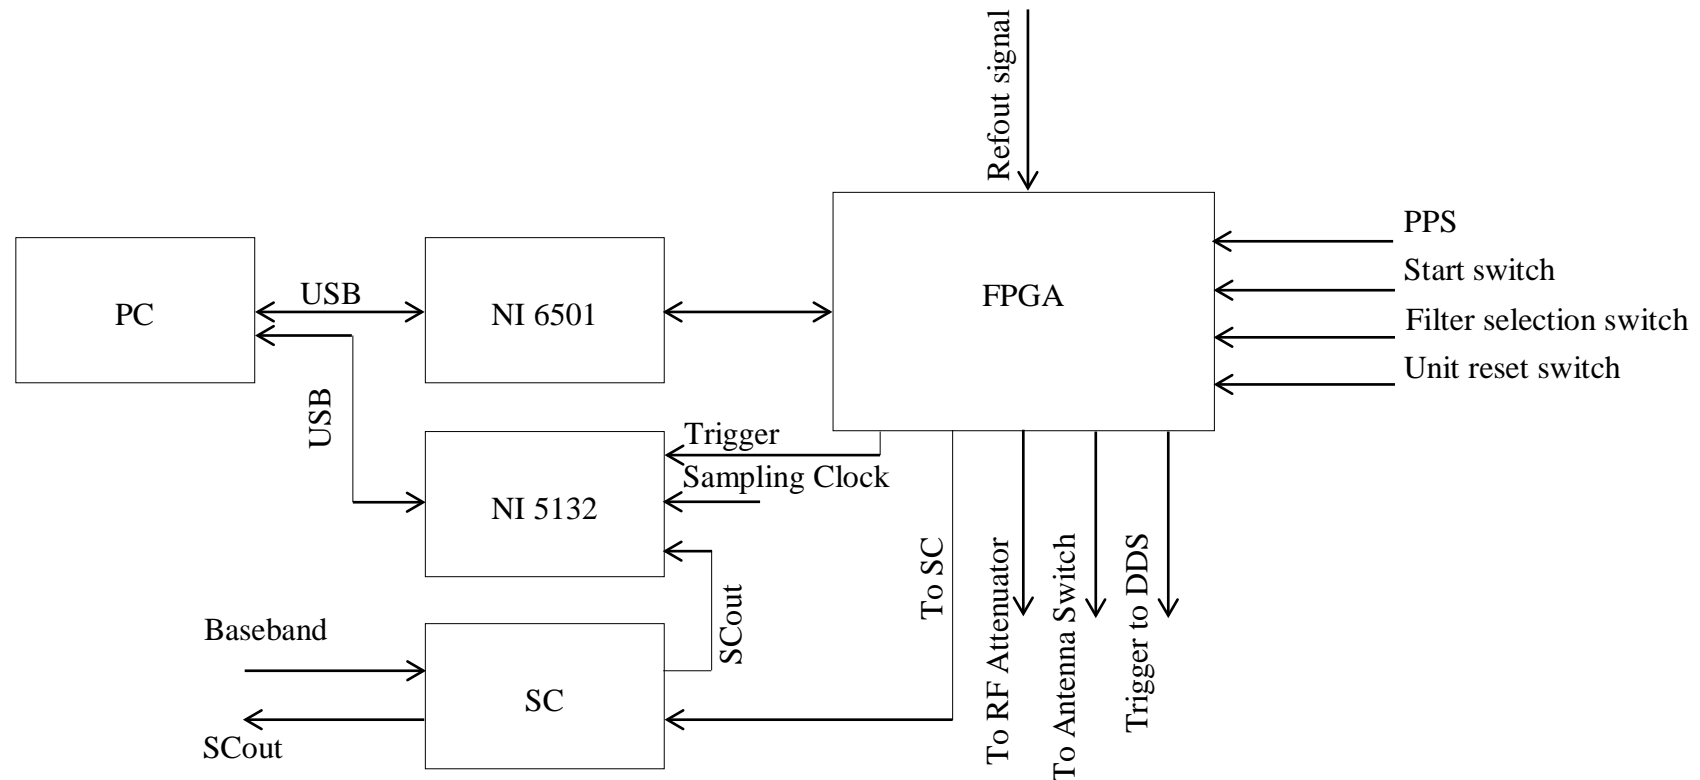 Refout signal
PPS
Start switch
Filter selection switch
Unit reset switch
FPGA
PC
USB
NI 6501
USB
NI 5132
Trigger
Sampling Clock
SCout
To SC
To RF Attenuator
To Antenna Switch
Trigger to DDS
Baseband
SC
SCout